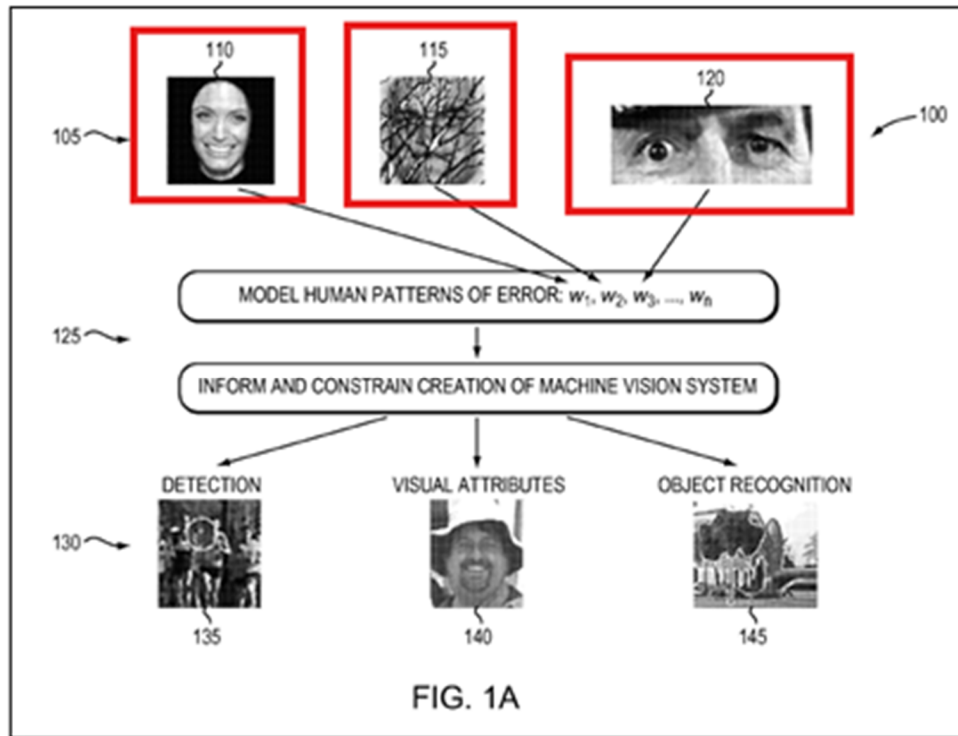 110
115
120
105
100
MODEL HUMAN PATTERNS OF ERROR: w1, w2, w3, ..., wn
125
INFORM AND CONSTRAIN CREATION OF MACHINE VISION SYSTEM
DETECTION VISUAL ATTRIBUTES OBJECT RECOGNITION
130
135 140 145
FIG. 1A